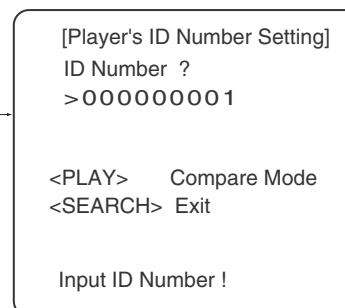 [Player's ID Number Setting]
ID Number ?
>000000001
<PLAY> Compare Mode
<SEARCH> Exit
Input ID Number !